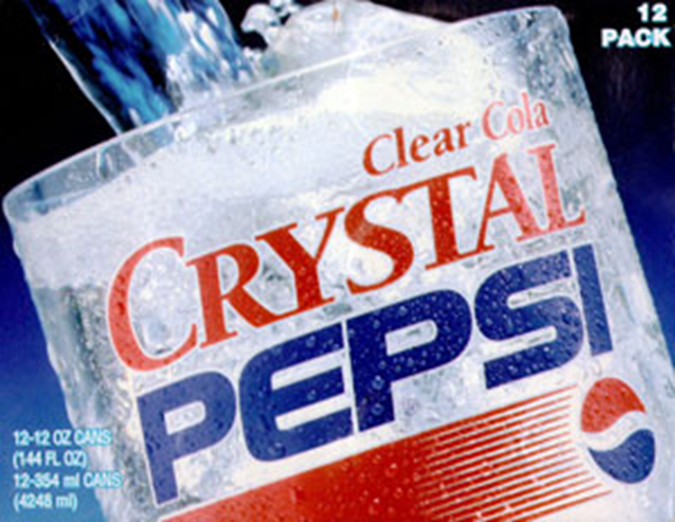 12
PACK
Clear Cola
CRYSTAL
PEPSI
12-12 OZ CANS
(144 FL OZ)
12-354 ml CANS
(4248 ml)